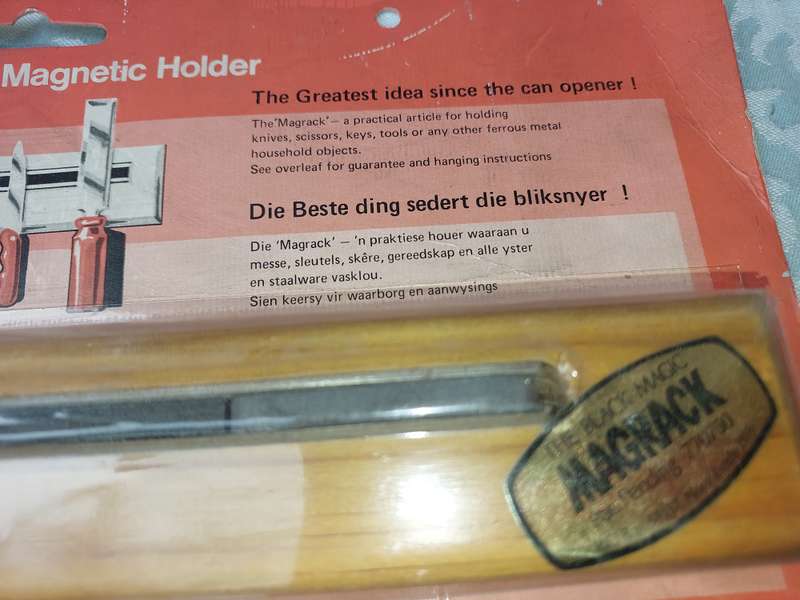 Magnetic Holder
The Greatest idea since the can opener !
The 'Magrack' – a practical article for holding
knives, scissors, keys, tools or any other ferrous metal
household objects.
See overleaf for guarantee and hanging instructions
Die Beste ding sedert die bliksnyer !
Die 'Magrack' – 'n praktiese houer waaraan u
messe, sleutels, skêre, gereedskap en alle yster
en staalware vasklou.
Sien keersy vir waarborg en aanwysings
THE BLACK MAGIC
MAGRACK